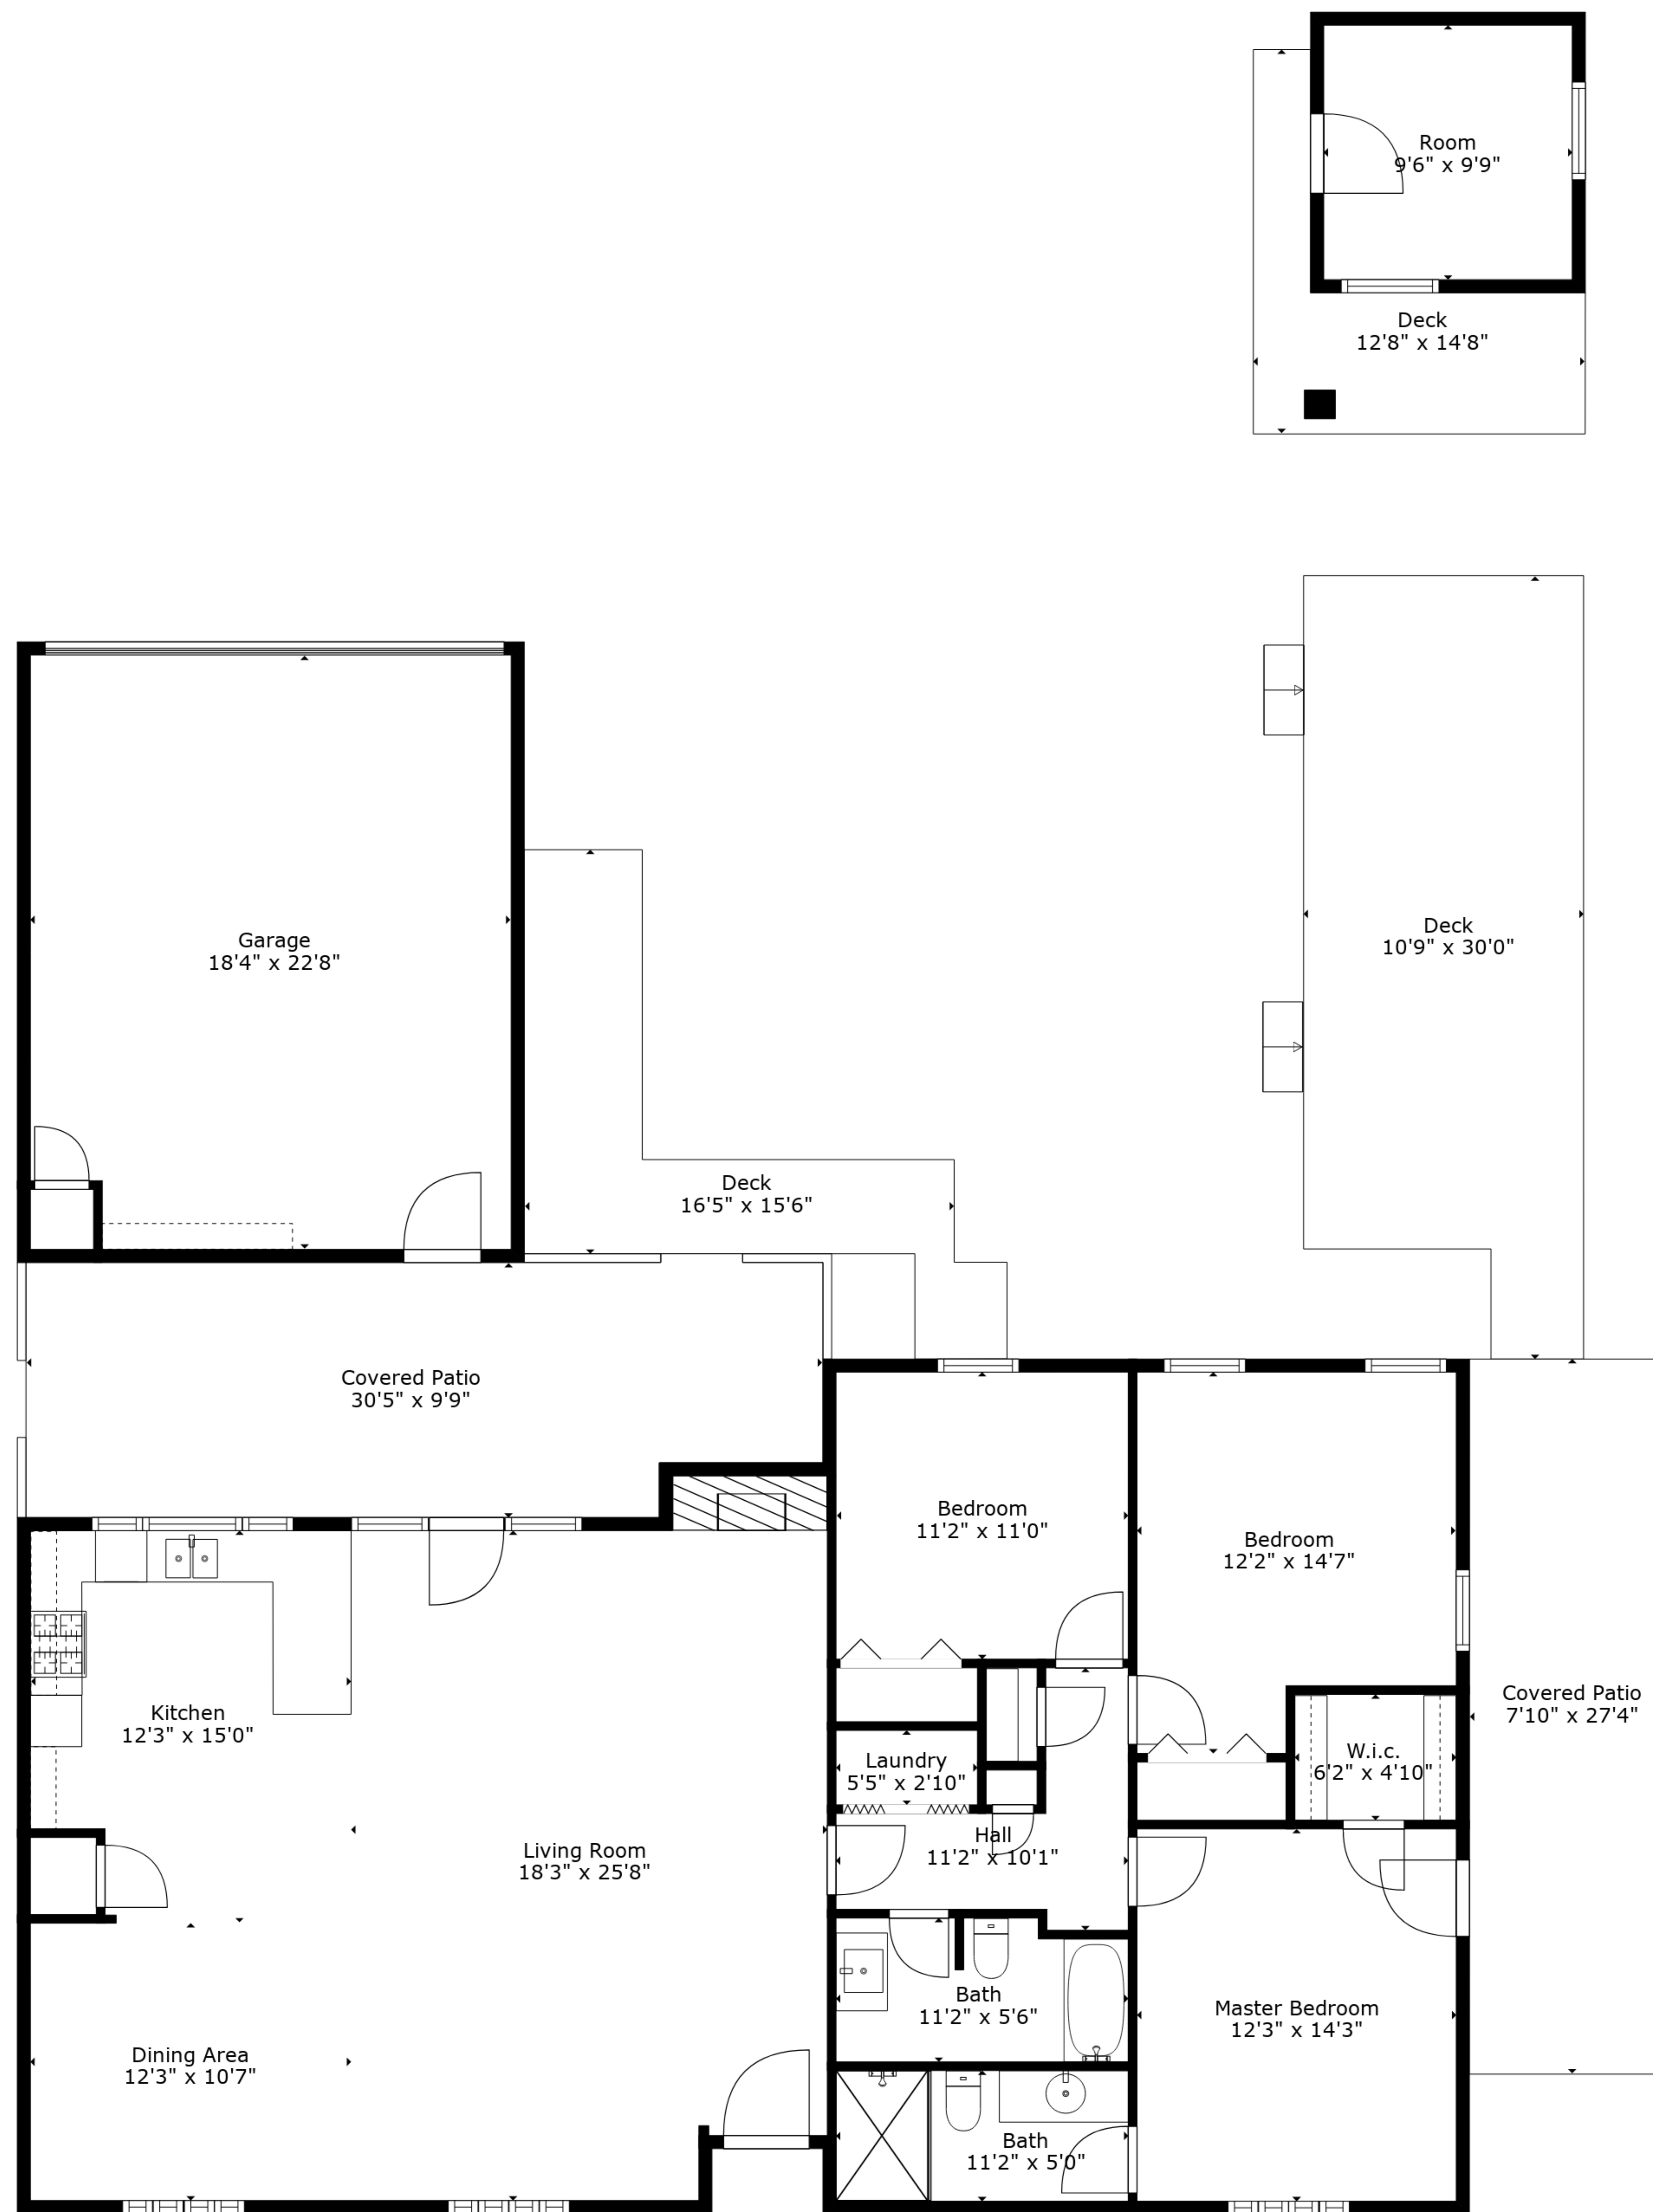 Room
9'6" x 9'9"
Deck
12'8" x 14'8"
Garage
18'4" x 22'8"
Deck
10'9" x 30'0"
Deck
16'5" x 15'6"
Covered Patio
30'5" x 9'9"
Bedroom
11'2" x 11'0"
Bedroom
12'2" x 14'7"
Kitchen
12'3" x 15'0"
Covered Patio
7'10" x 27'4"
Laundry
5'5" x 2'10"
W.i.c.
6'2" x 4'10"
Living Room
18'3" x 25'8"
Hall
11'2" x 10'1"
Bath
11'2" x 5'6"
Master Bedroom
12'3" x 14'3"
Dining Area
12'3" x 10'7"
Bath
11'2" x 5'0"